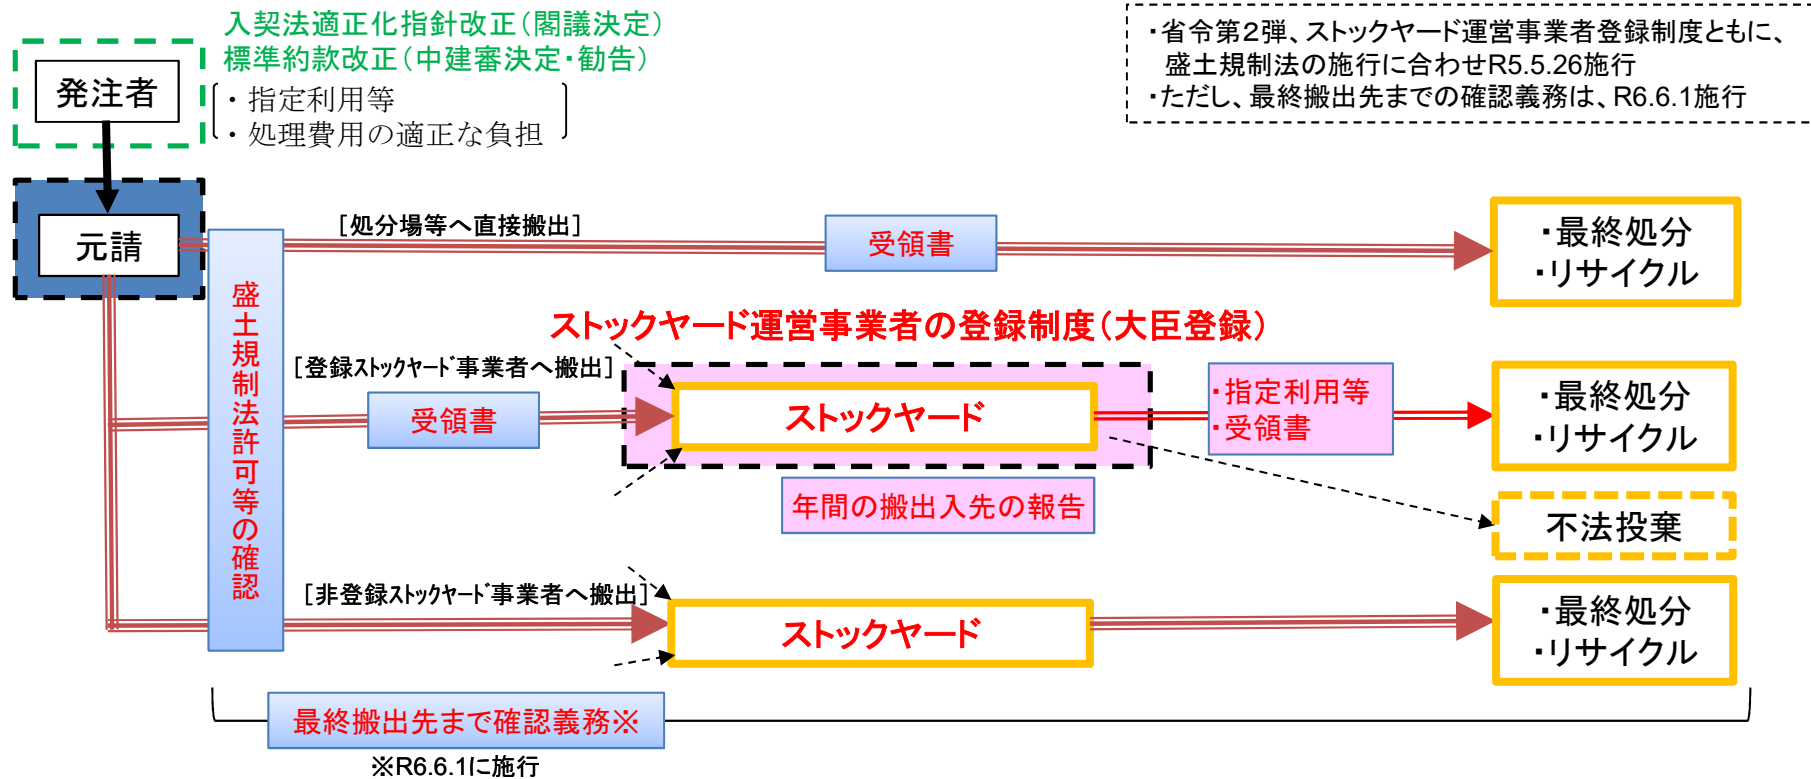 入契法適正化指針改正(閣議決定)
標準約款改正(中建審決定・勧告)
・指定利用等
・処理費用の適正な負担
発注者
・省令第2弾、ストックヤード運営事業者登録制度ともに、
盛土規制法の施行に合わせR5.5.26施行
・ただし、最終搬出先までの確認義務は、R6.6.1施行
元請
盛土規制法許可等の確認
[処分場等へ直接搬出]
受領書
・最終処分
・リサイクル
ストックヤード運営事業者の登録制度(大臣登録)
[登録ストックヤード事業者へ搬出]
受領書
ストックヤード
・指定利用等
・受領書
・最終処分
・リサイクル
年間の搬出入先の報告
不法投棄
[非登録ストックヤード事業者へ搬出]
ストックヤード
・最終処分
・リサイクル
最終搬出先まで確認義務※
※R6.6.1に施行